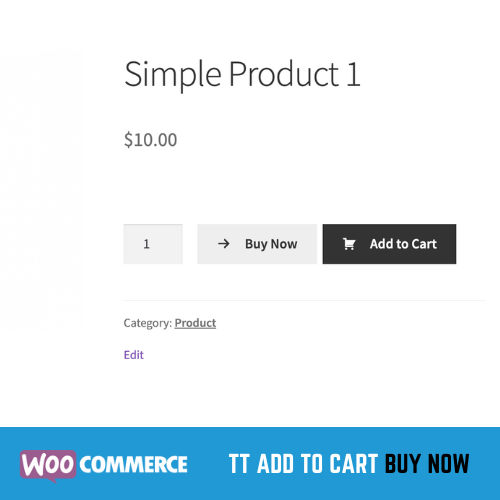 Simple Product 1
$10.00
1 Buy Now Add to Cart
Category: Product
Edit
WOO COMMERCE TT ADD TO CART BUY NOW